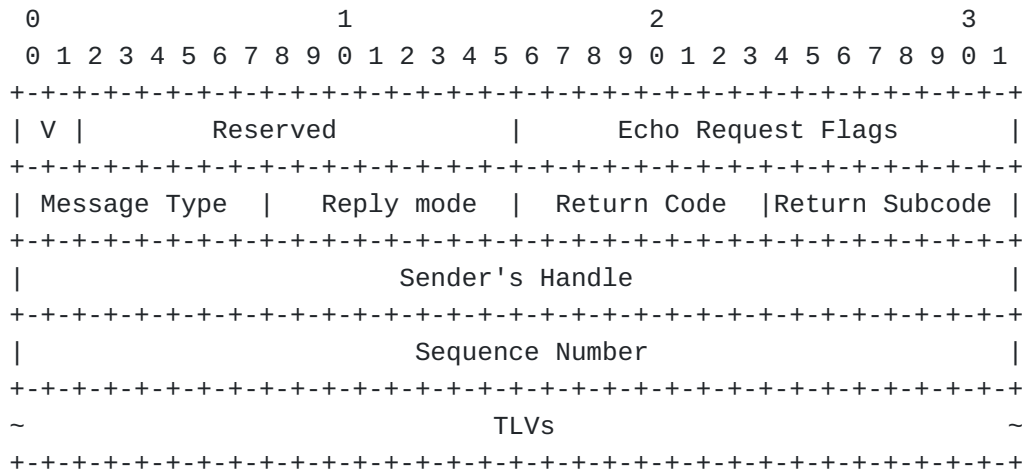 0                   1                   2                   3
 0 1 2 3 4 5 6 7 8 9 0 1 2 3 4 5 6 7 8 9 0 1 2 3 4 5 6 7 8 9 0 1
+-+-+-+-+-+-+-+-+-+-+-+-+-+-+-+-+-+-+-+-+-+-+-+-+-+-+-+-+-+-+-+-+
| V |        Reserved           |      Echo Request Flags       |
+-+-+-+-+-+-+-+-+-+-+-+-+-+-+-+-+-+-+-+-+-+-+-+-+-+-+-+-+-+-+-+-+
| Message Type  |   Reply mode  |  Return Code  |Return Subcode |
+-+-+-+-+-+-+-+-+-+-+-+-+-+-+-+-+-+-+-+-+-+-+-+-+-+-+-+-+-+-+-+-+
|                        Sender's Handle                        |
+-+-+-+-+-+-+-+-+-+-+-+-+-+-+-+-+-+-+-+-+-+-+-+-+-+-+-+-+-+-+-+-+
|                         Sequence Number                       |
+-+-+-+-+-+-+-+-+-+-+-+-+-+-+-+-+-+-+-+-+-+-+-+-+-+-+-+-+-+-+-+-+
~                              TLVs                             ~
+-+-+-+-+-+-+-+-+-+-+-+-+-+-+-+-+-+-+-+-+-+-+-+-+-+-+-+-+-+-+-+-+